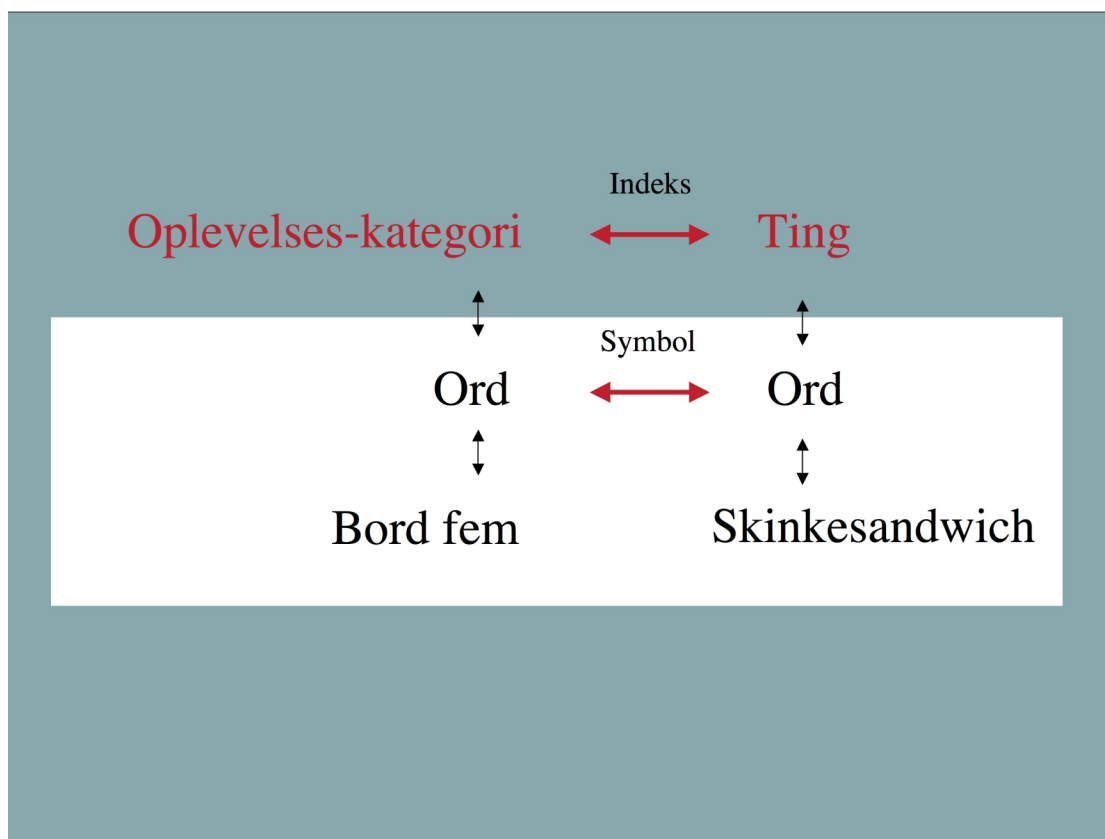 Indeks
Oplevelses-kategori Ting
Symbol
Ord Ord
Bord fem Skinkesandwich